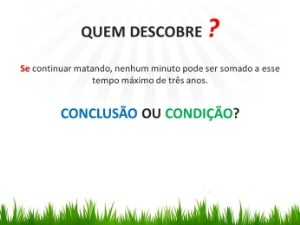 QUEM DESCOBRE ?
Se continuar matando, nenhum minuto pode ser somado a esse
tempo máximo de três anos.
CONCLUSÃO OU CONDIÇÃO?